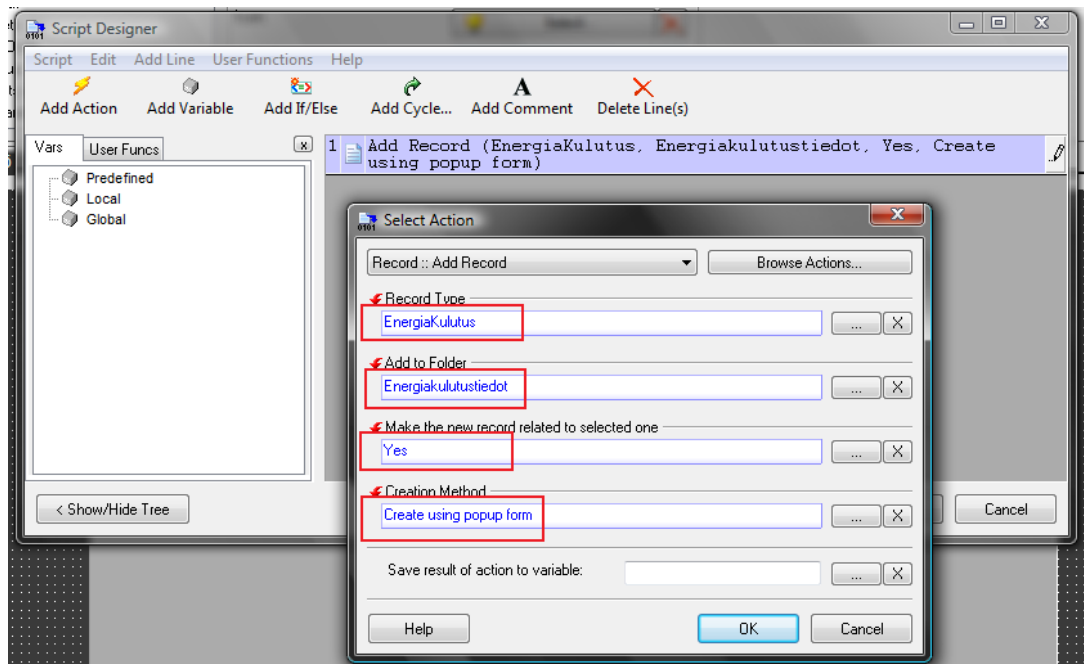 Script Designer
Script Edit Add Line User Functions Help
Add Action Add Variable Add If/Else Add Cycle... Add Comment Delete Line(s)
Vars User Funcs x
Predefined
Local
Global
1 Add Record (EnergiaKulutus, Energiakulutustiedot, Yes, Create
using popup form)
Select Action
Record :: Add Record Browse Actions...
Record Type
EnergiaKulutus ... X
Add to Folder
Energiakulutustiedot ... X
Make the new record related to selected one
Yes ... X
Creation Method
Create using popup form ... X
Save result of action to variable: ... X
Help OK Cancel
< Show/Hide Tree Cancel